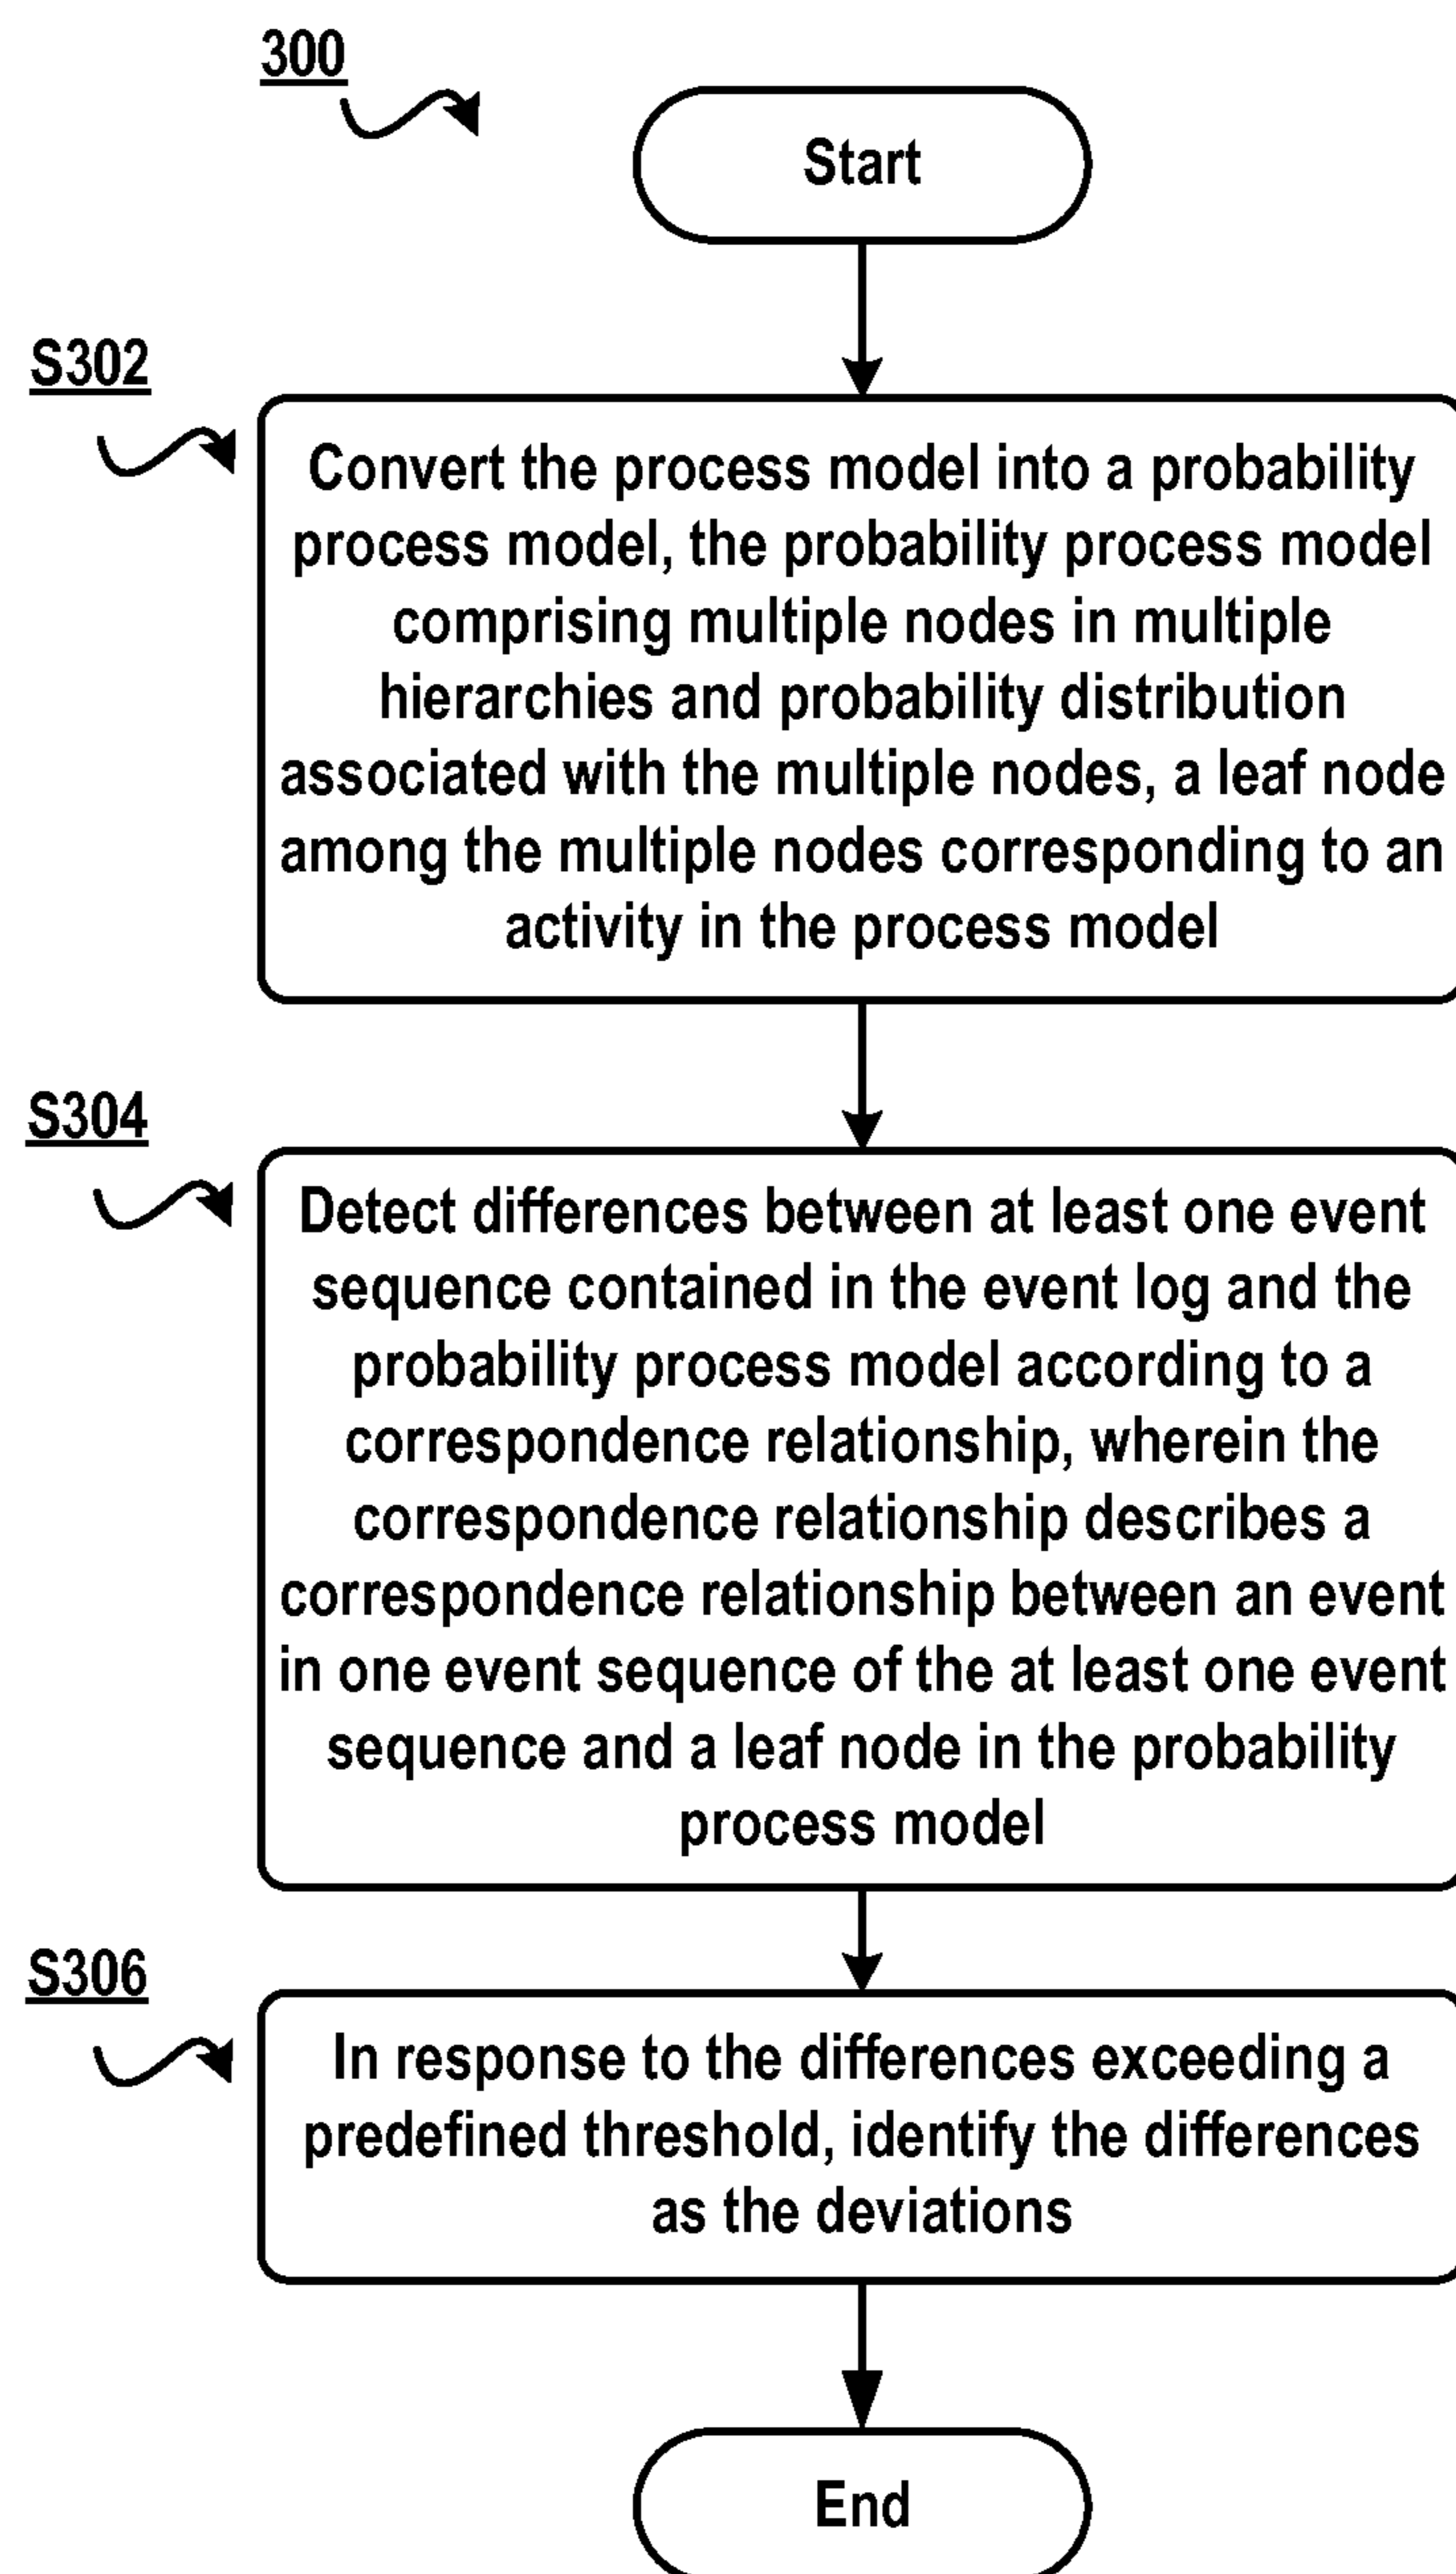 300
Start
S302
Convert the process model into a probability
process model, the probability process model
comprising multiple nodes in multiple
hierarchies and probability distribution
associated with the multiple nodes, a leaf node
among the multiple nodes corresponding to an
activity in the process model
S304
Detect differences between at least one event
sequence contained in the event log and the
probability process model according to a
correspondence relationship, wherein the
correspondence relationship describes a
correspondence relationship between an event
in one event sequence of the at least one event
sequence and a leaf node in the probability
process model
S306
In response to the differences exceeding a
predefined threshold, identify the differences
as the deviations
End